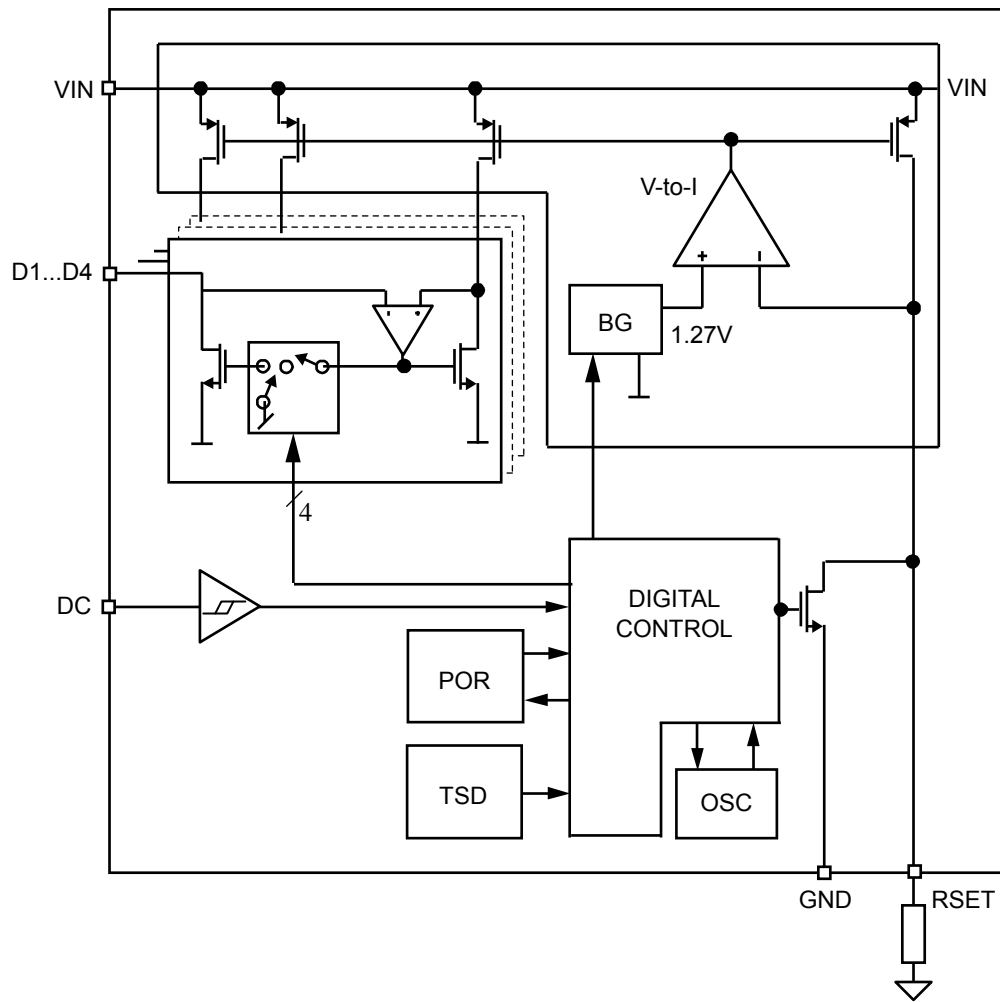 VIN
VIN
V-to-I
+
–
D1...D4
BG
1.27V
4
DC
DIGITAL
CONTROL
POR
TSD
OSC
GND
RSET